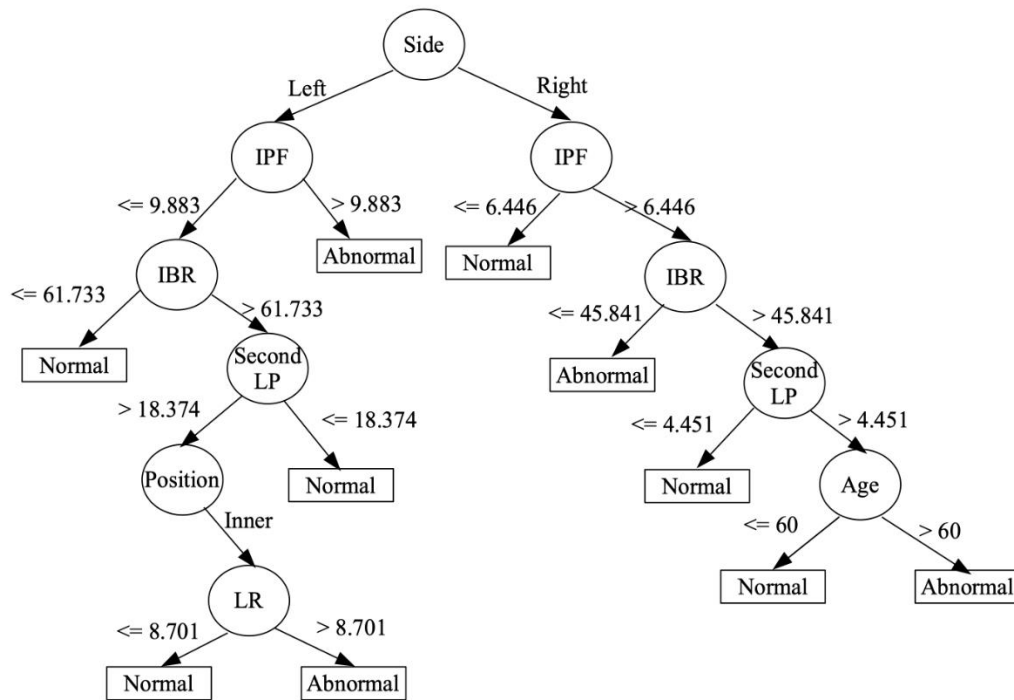 Side
Left
Right
IPF
IPF
<= 9.883
> 9.883
<= 6.446
> 6.446
Abnormal
Normal
IBR
IBR
<= 61.733
> 61.733
<= 45.841
> 45.841
Normal
Second
LP
Abnormal
Second
LP
> 18.374
<= 18.374
<= 4.451
> 4.451
Position
Normal
Normal
Age
Inner
<= 60
> 60
Normal
Abnormal
LR
<= 8.701
> 8.701
Normal
Abnormal